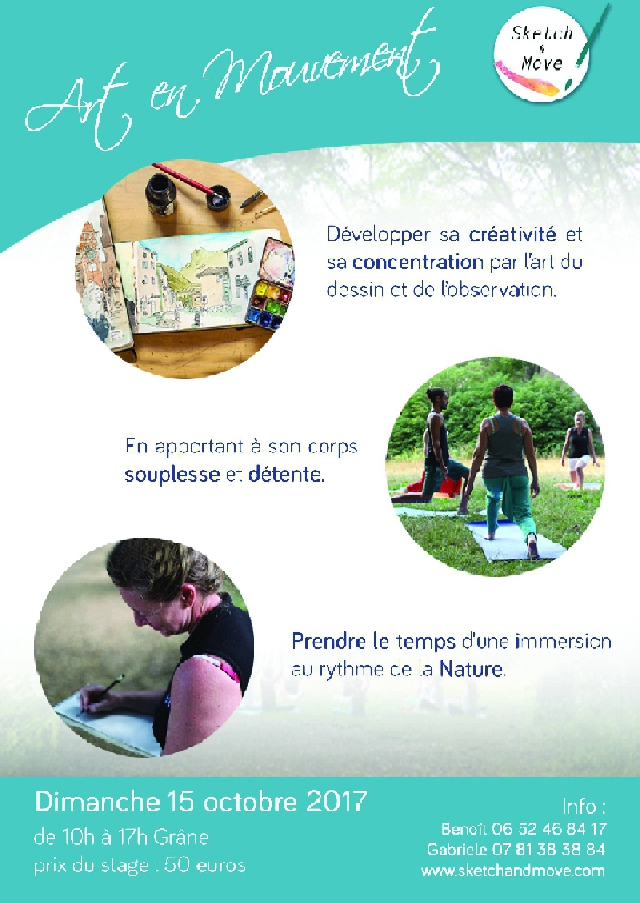 Art en Mouvement
Sketch
&
Move
Développer sa créativité et
sa concentration par l'art du
dessin et de l'observation.
En apportant à son corps
souplesse et détente.
Prendre le temps d'une immersion
au rythme de la Nature.
Dimanche 15 octobre 2017
de 10h à 17h Grâne
prix du stage : 50 euros
Info :
Benoît 06 52 46 84 17
Gabriele 07 81 38 38 84
www.sketchandmove.com